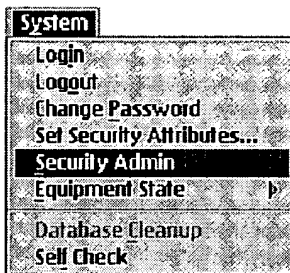 System
Login
Logout
Change Password
Set Security Attributes...
Security Admin
Equipment State
Database Cleanup
Self Check